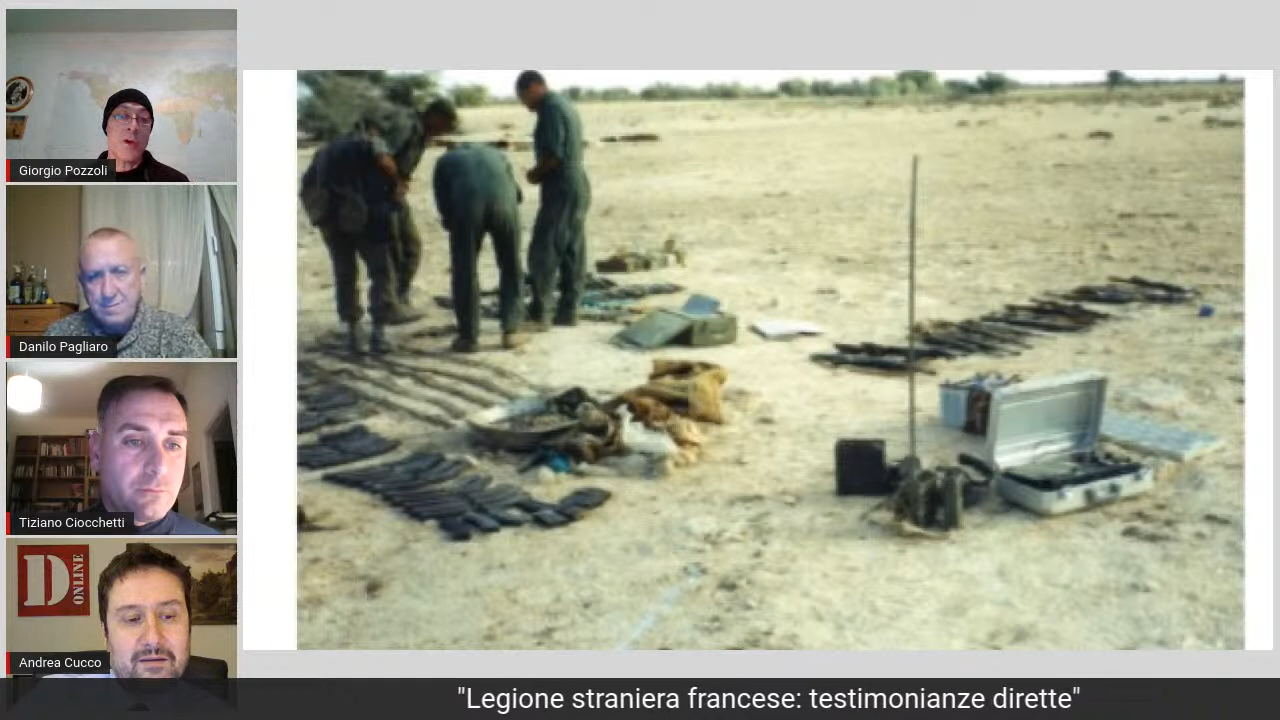 Giorgio Pozzoli
Danilo Pagliaro
Tiziano Ciocchetti
D
ONLINE
Andrea Cucco
"Legione straniera francese: testimonianze dirette"